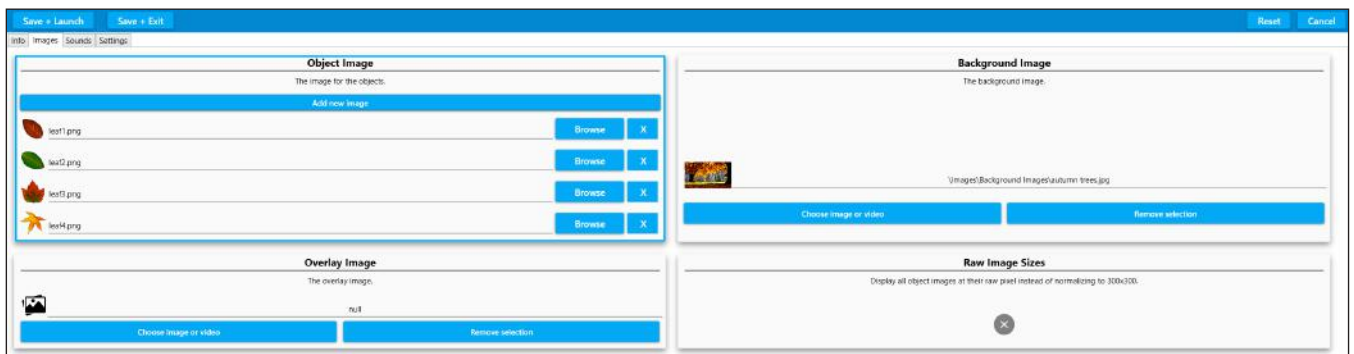 Save + Launch Save + Exit Reset Cancel
Info Images Sounds Settings
Object Image
The image for the objects.
Add new image
leaf1.png Browse X
leaf2.png Browse X
leaf3.png Browse X
leaf4.png Browse X
Background Image
The background image.
\Images\Background Images\autumn trees.jpg
Choose image or video Remove selection
Overlay Image
The overlay image.
null
Choose image or video Remove selection
Raw Image Sizes
Display all object images at their raw pixel instead of normalizing to 300x300.